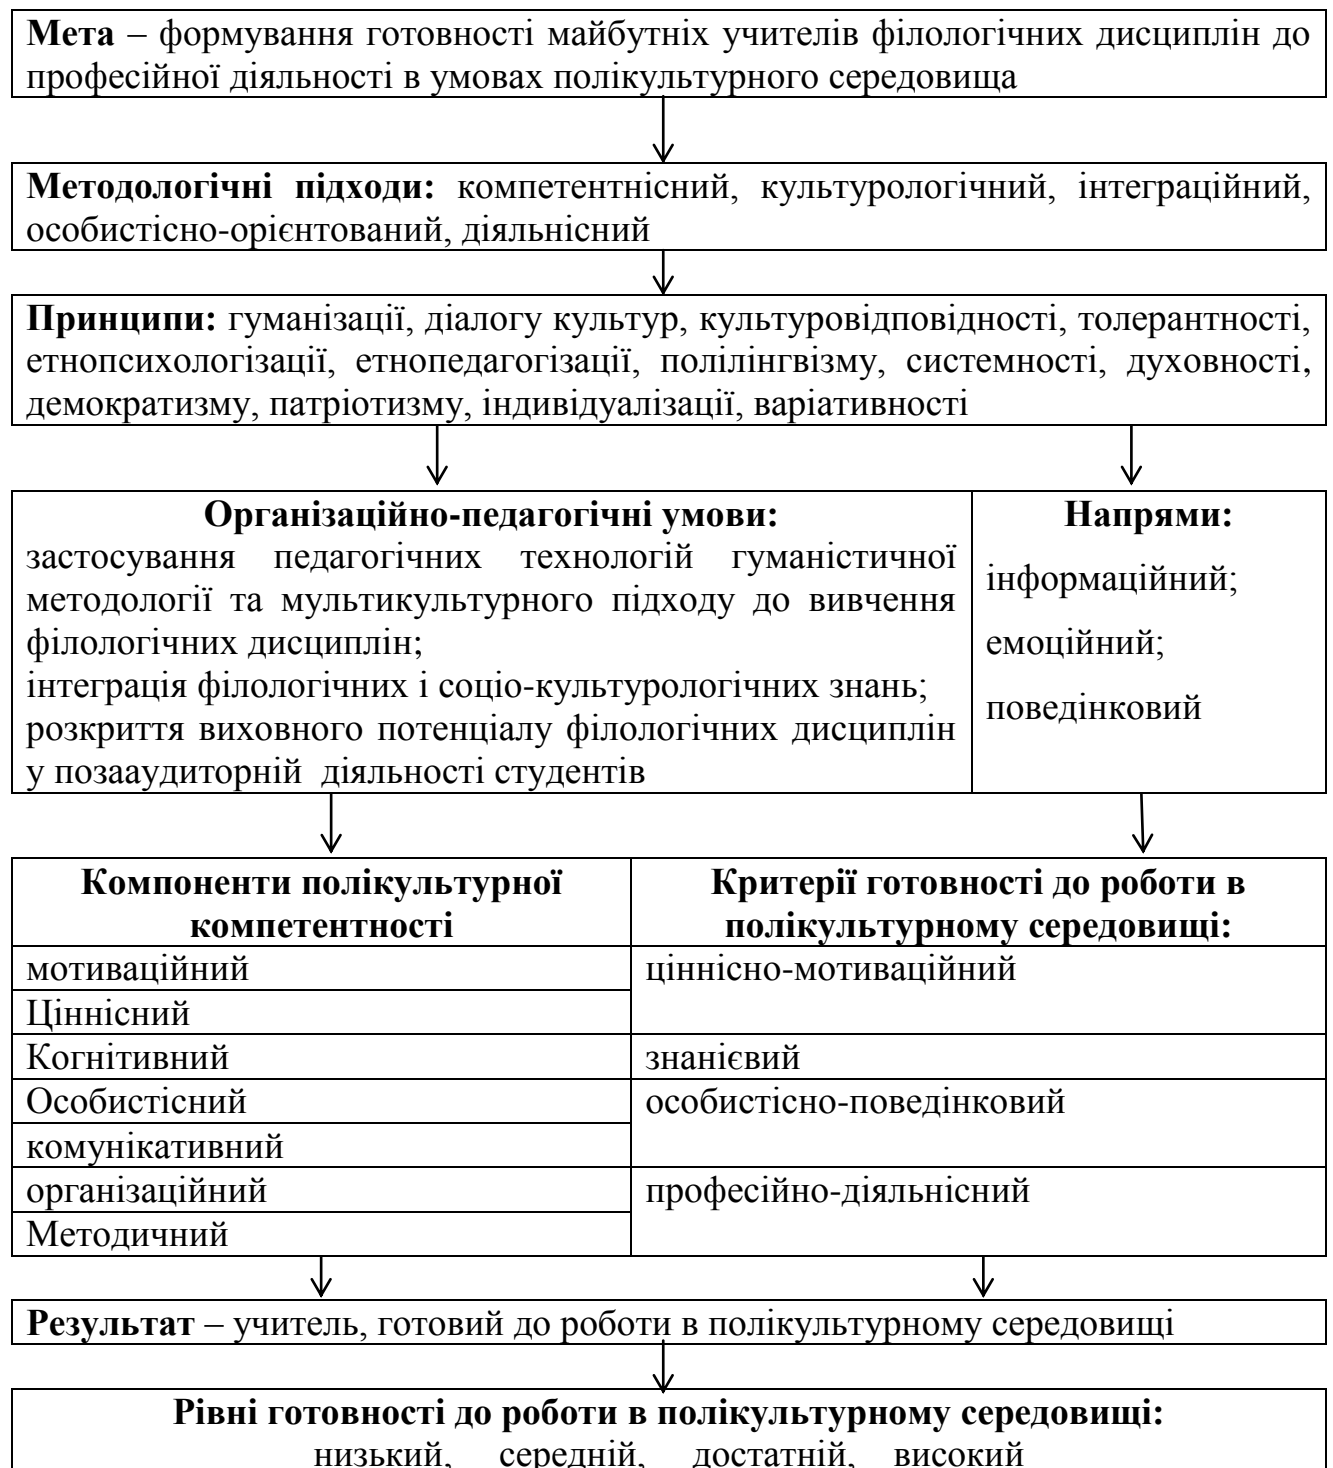 Мета – формування готовності майбутніх учителів філологічних дисциплін до
професійної діяльності в умовах полікультурного середовища
Методологічні підходи: компетентнісний, культурологічний, інтеграційний,
особистісно-орієнтований, діяльнісний
Принципи: гуманізації, діалогу культур, культуровідповідності, толерантності,
етнопсихологізації, етнопедагогізації, полілінгвізму, системності, духовності,
демократизму, патріотизму, індивідуалізації, варіативності
Організаційно-педагогічні умови:
застосування педагогічних технологій гуманістичної
методології та мультикультурного підходу до вивчення
філологічних дисциплін;
інтеграція філологічних і соціо-культурологічних знань;
розкриття виховного потенціалу філологічних дисциплін
у позааудиторній діяльності студентів
Напрями:
інформаційний;
емоційний;
поведінковий
Компоненти полікультурної
компетентності
Критерії готовності до роботи в
полікультурному середовищі:
мотиваційний
ціннісно-мотиваційний
Ціннісний
Когнітивний
знанієвий
Особистісний
особистісно-поведінковий
комунікативний
організаційний
професійно-діяльнісний
Методичний
Результат – учитель, готовий до роботи в полікультурному середовищі
Рівні готовності до роботи в полікультурному середовищі:
низький, середній, достатній, високий